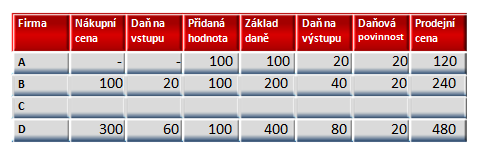 Firma Nákupní cena Daň na vstupu Přidaná hodnota Základ daně Daň na výstupu Daňová povinnost Prodejní cena
A - - 100 100 20 20 120
B 100 20 100 200 40 20 240
C
D 300 60 100 400 80 20 480